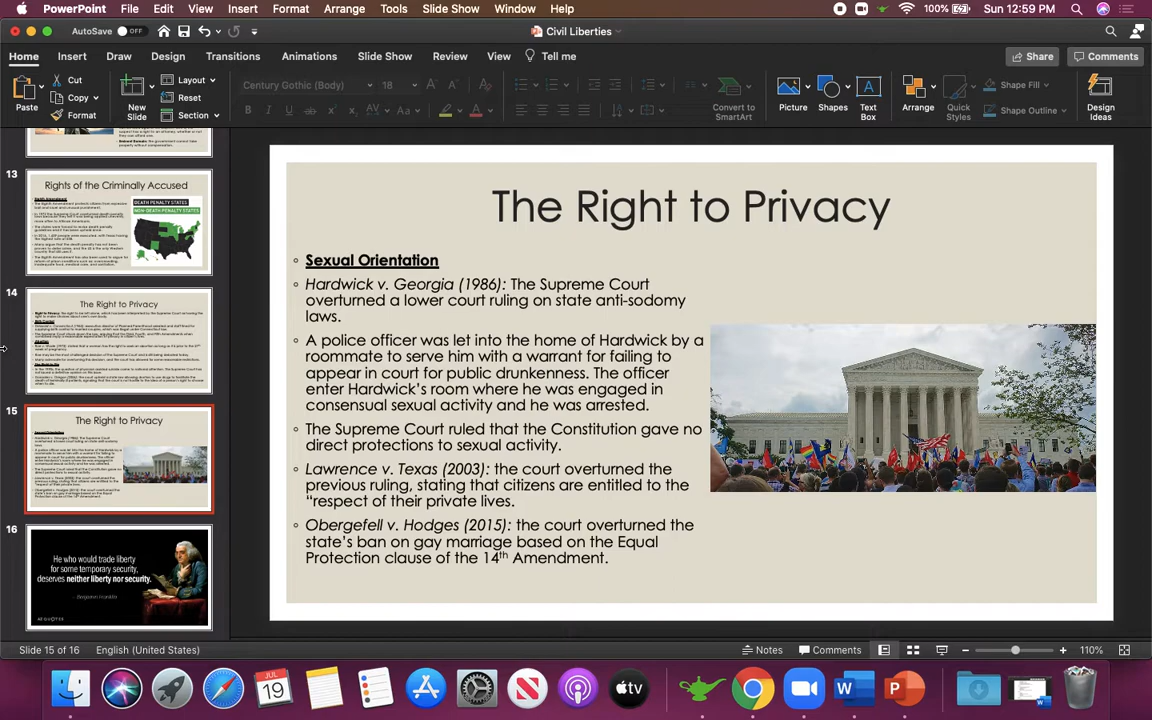 PowerPoint File Edit View Insert Format Arrange Tools Slide Show Window Help 100% Sun 12:59 PM
AutoSave OFF Civil Liberties
Home Insert Draw Design Transitions Animations Slide Show Review View Tell me Share Comments
Paste Cut Copy Format New Slide Layout Reset Section Century Gothic (Body) 18 Convert to SmartArt Picture Shapes Text Box Arrange Quick Styles Shape Fill Shape Outline Design Ideas
13
Rights of the Criminally Accused
DEATH PENALTY STATES
NON-DEATH PENALTY STATES
14
The Right to Privacy
15
The Right to Privacy
16
He who would trade liberty
for some temporary security,
deserves neither liberty nor security.
The Right to Privacy
Sexual Orientation
Hardwick v. Georgia (1986): The Supreme Court
overturned a lower court ruling on state anti-sodomy
laws.
A police officer was let into the home of Hardwick by a
roommate to serve him with a warrant for failing to
appear in court for public drunkenness. The officer
enter Hardwick’s room where he was engaged in
consensual sexual activity and he was arrested.
The Supreme Court ruled that the Constitution gave no
direct protections to sexual activity.
Lawrence v. Texas (2003): the court overturned the
previous ruling, stating that citizens are entitled to the
“respect of their private lives.
Obergefell v. Hodges (2015): the court overturned the
state’s ban on gay marriage based on the Equal
Protection clause of the 14th Amendment.
Slide 15 of 16 English (United States) Notes Comments 110%
JUL
19
tv
W
P